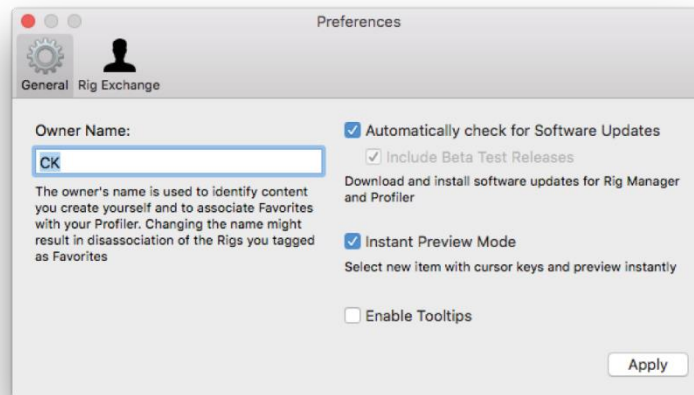 Preferences
General
Rig Exchange
Owner Name:
CK
The owner's name is used to identify content
you create yourself and to associate Favorites
with your Profiler. Changing the name might
result in disassociation of the Rigs you tagged
as Favorites
Automatically check for Software Updates
Include Beta Test Releases
Download and install software updates for Rig Manager
and Profiler
Instant Preview Mode
Select new item with cursor keys and preview instantly
Enable Tooltips
Apply